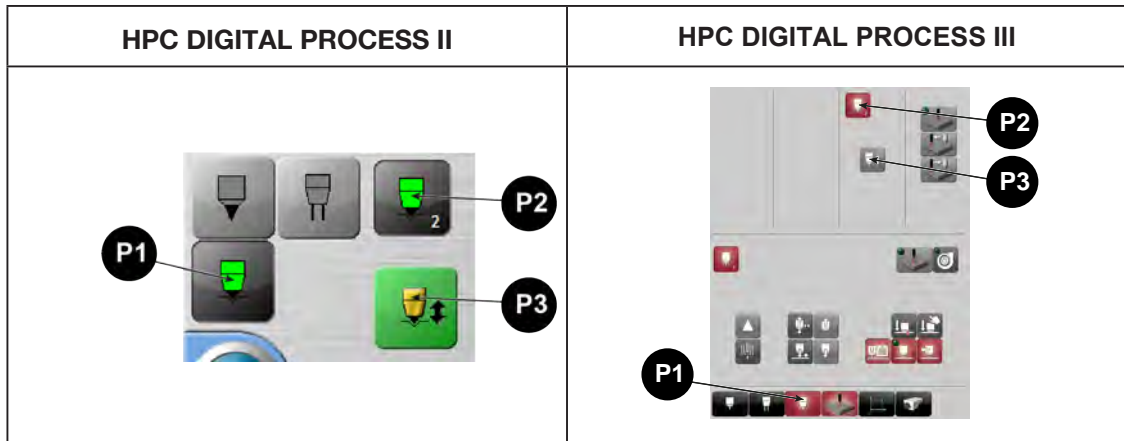 HPC DIGITAL PROCESS II
HPC DIGITAL PROCESS III
P1
P2
2
P3
P2
P3
P1